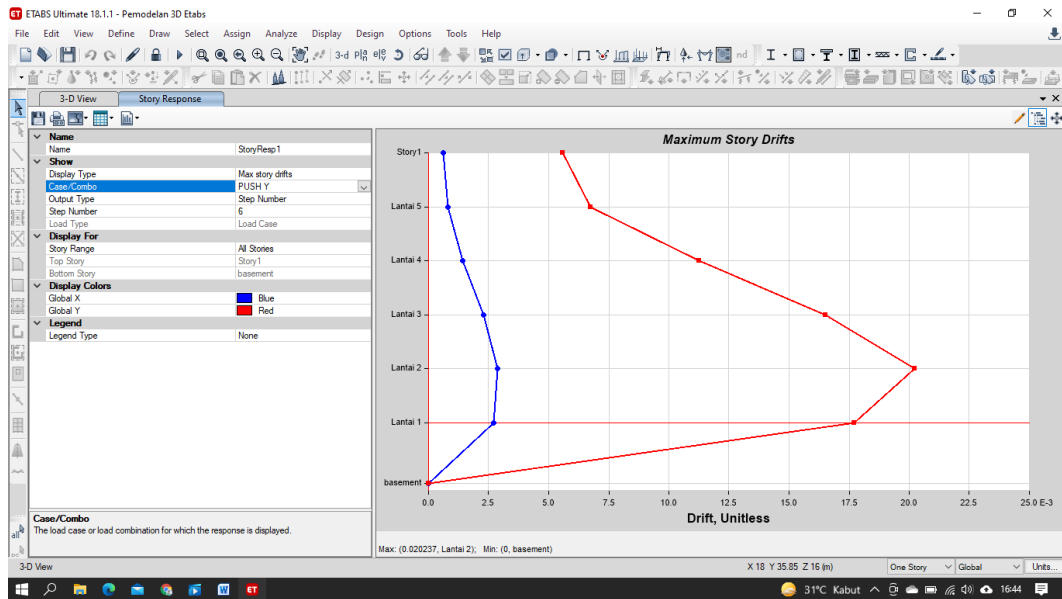 ETABS Ultimate 18.1.1 - Pemodelan 3D Etabs
File Edit View Define Draw Select Assign Analyze Display Design Options Tools Help
3-d
nd
3-D View Story Response
Name
Name StoryResp1
Show
Display Type Max story drifts
Case/Combo PUSH Y
Output Type Step Number
Step Number 6
Load Type Load Case
Display For
Story Range All Stories
Top Story Story1
Bottom Story basement
Display Colors
Global X Blue
Global Y Red
Legend
Legend Type None
Case/Combo
The load case or load combination for which the response is displayed.
all
Maximum Story Drifts
Story1
Lantai 5
Lantai 4
Lantai 3
Lantai 2
Lantai 1
basement
0.0 2.5 5.0 7.5 10.0 12.5 15.0 17.5 20.0 22.5 25.0 E-3
Drift, Unitless
Max: (0.020237, Lantai 2); Min: (0, basement)
3-D View X 18 Y 35.85 Z 16 (m) One Story Global Units...
31°C Kabut 16:44